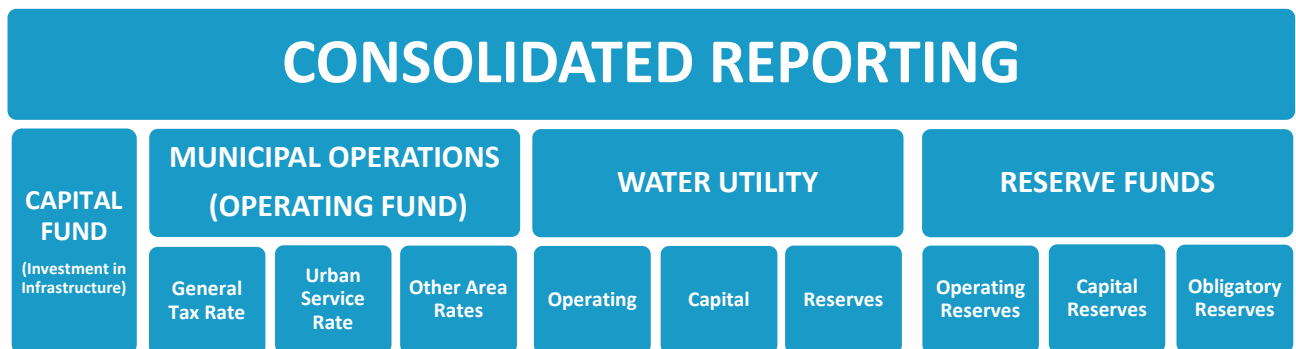 CONSOLIDATED REPORTING
CAPITAL
FUND
(Investment in
Infrastructure)
MUNICIPAL OPERATIONS
(OPERATING FUND)
General
Tax Rate
Urban
Service
Rate
Other Area
Rates
WATER UTILITY
Operating
Capital
Reserves
RESERVE FUNDS
Operating
Reserves
Capital
Reserves
Obligatory
Reserves